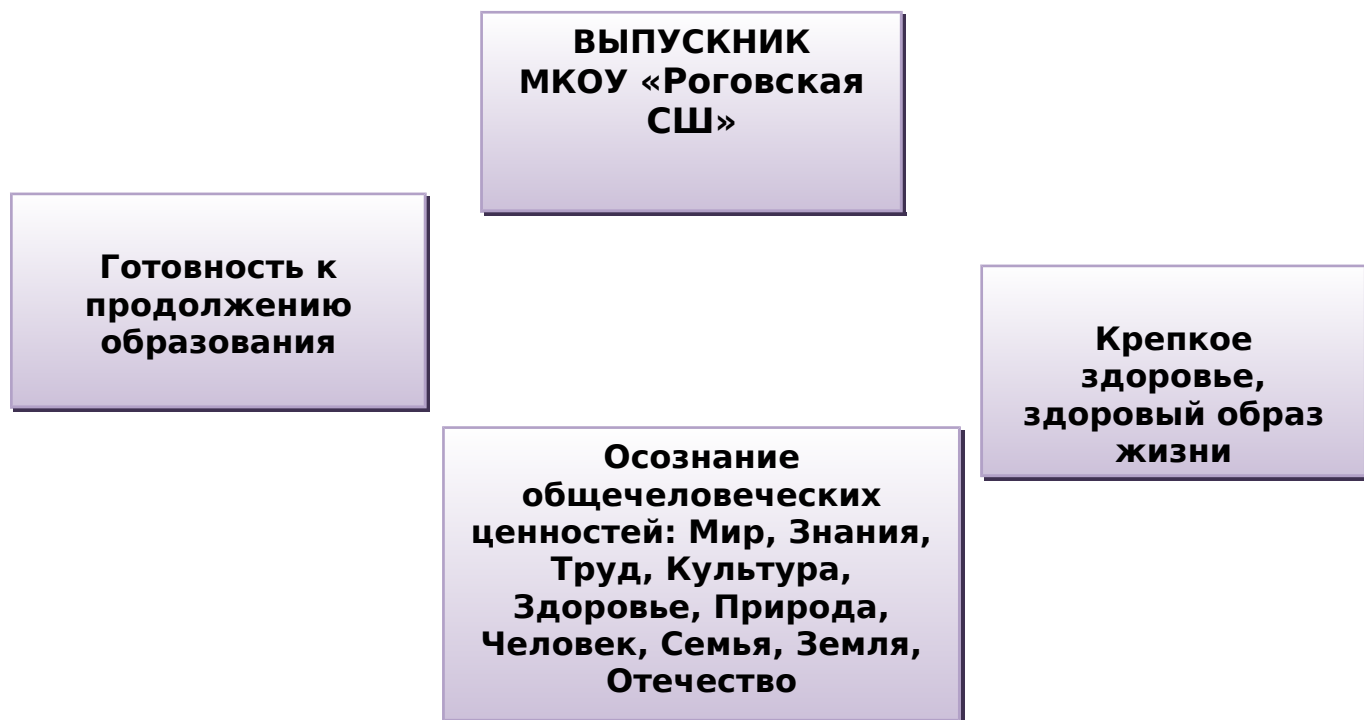 ВЫПУСКНИК
МКОУ «Роговская
СШ»
Готовность к
продолжению
образования
Крепкое
здоровье,
здоровый образ
жизни
Осознание
общечеловеческих
ценностей: Мир, Знания,
Труд, Культура,
Здоровье, Природа,
Человек, Семья, Земля,
Отечество